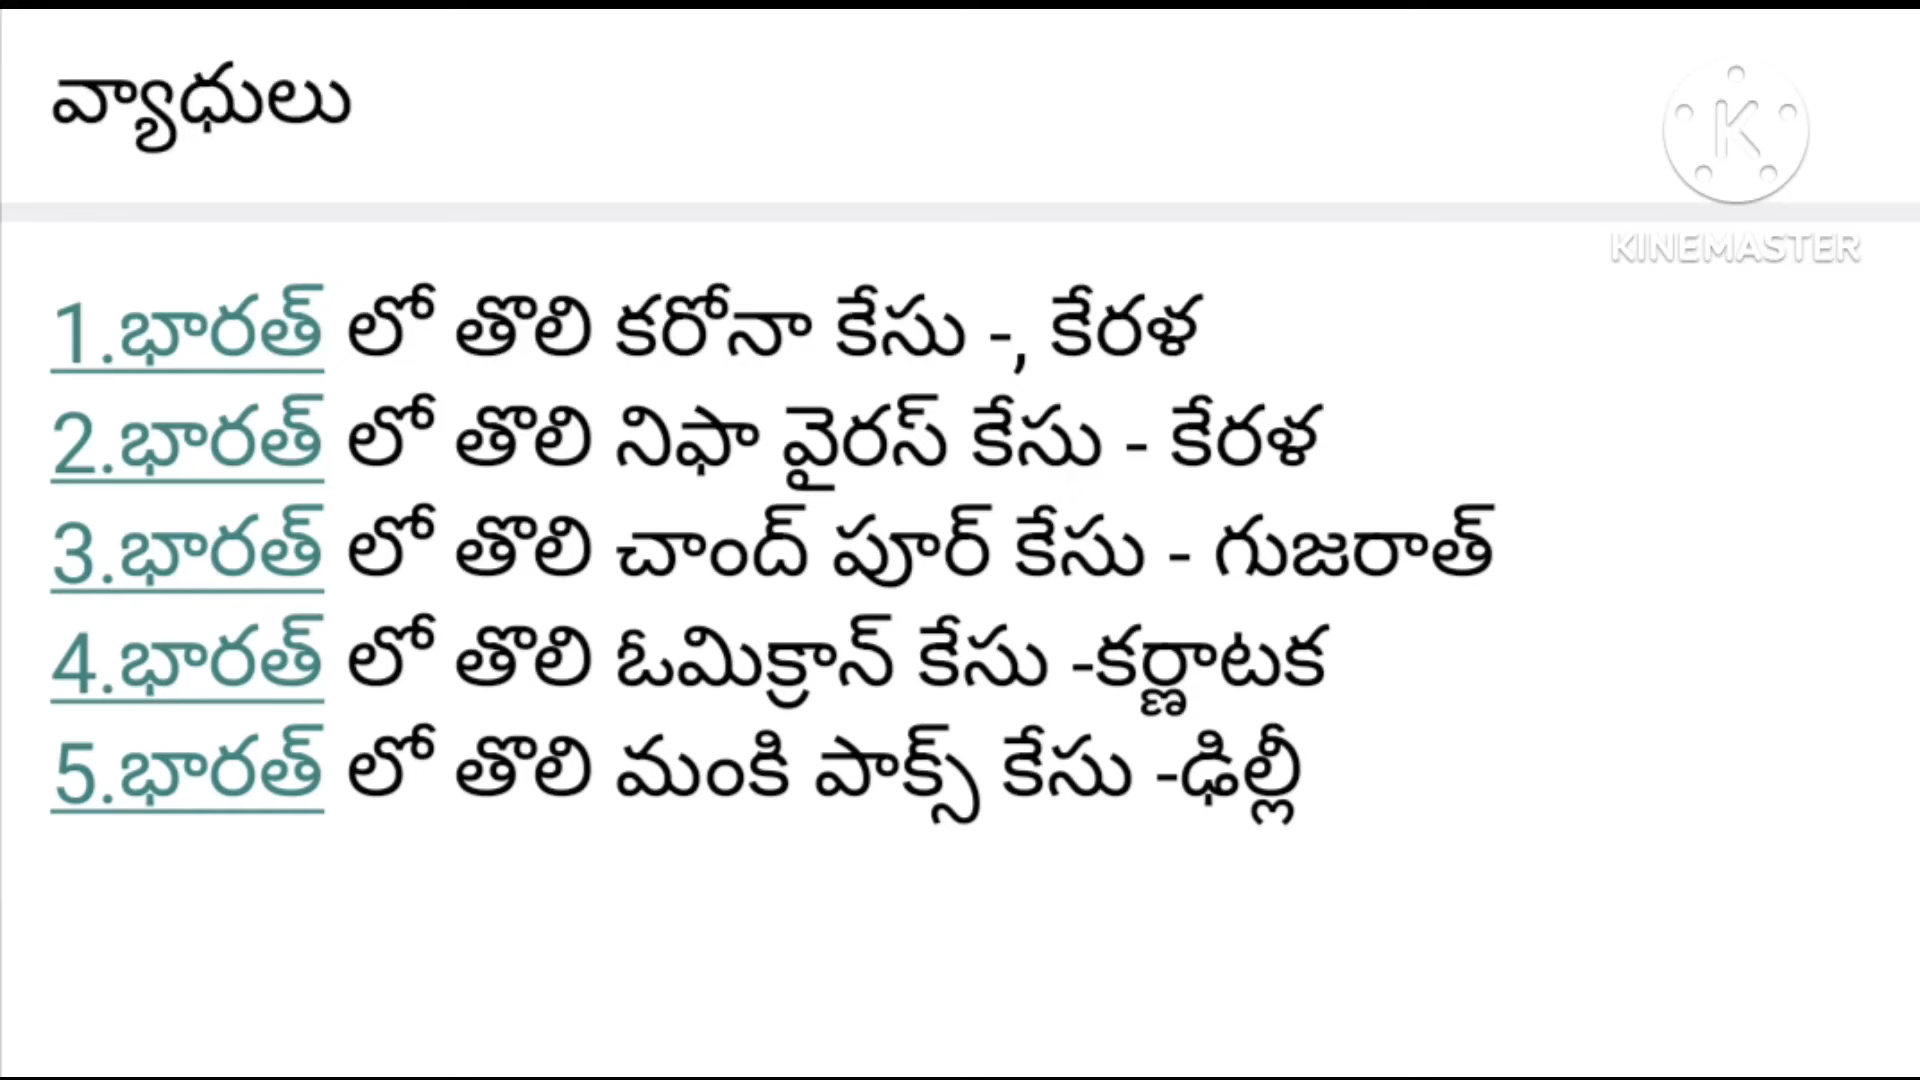 వ్యాధులు
K
KINEMASTER
1.భారత్ లో తొలి కరోనా కేసు -, కేరళ
2.భారత్ లో తొలి నిఫా వైరస్ కేసు - కేరళ
3.భారత్ లో తొలి చాంద్ పూర్ కేసు - గుజరాత్
4.భారత్ లో తొలి ఓమిక్రాన్ కేసు -కర్ణాటక
5.భారత్ లో తొలి మంకి పాక్స్ కేసు -ఢిల్లీ